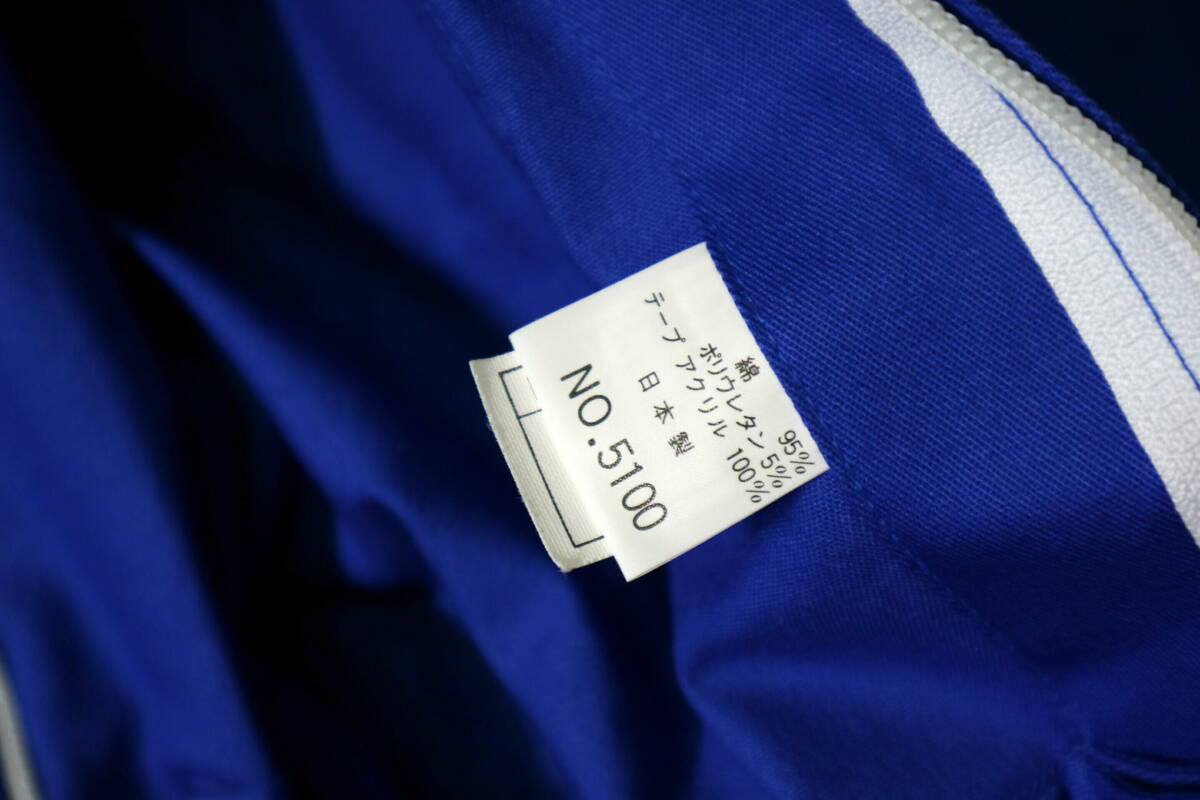 綿 95%
ポリウレタン 5%
テープ アクリル 100%
日本製
NO.5100